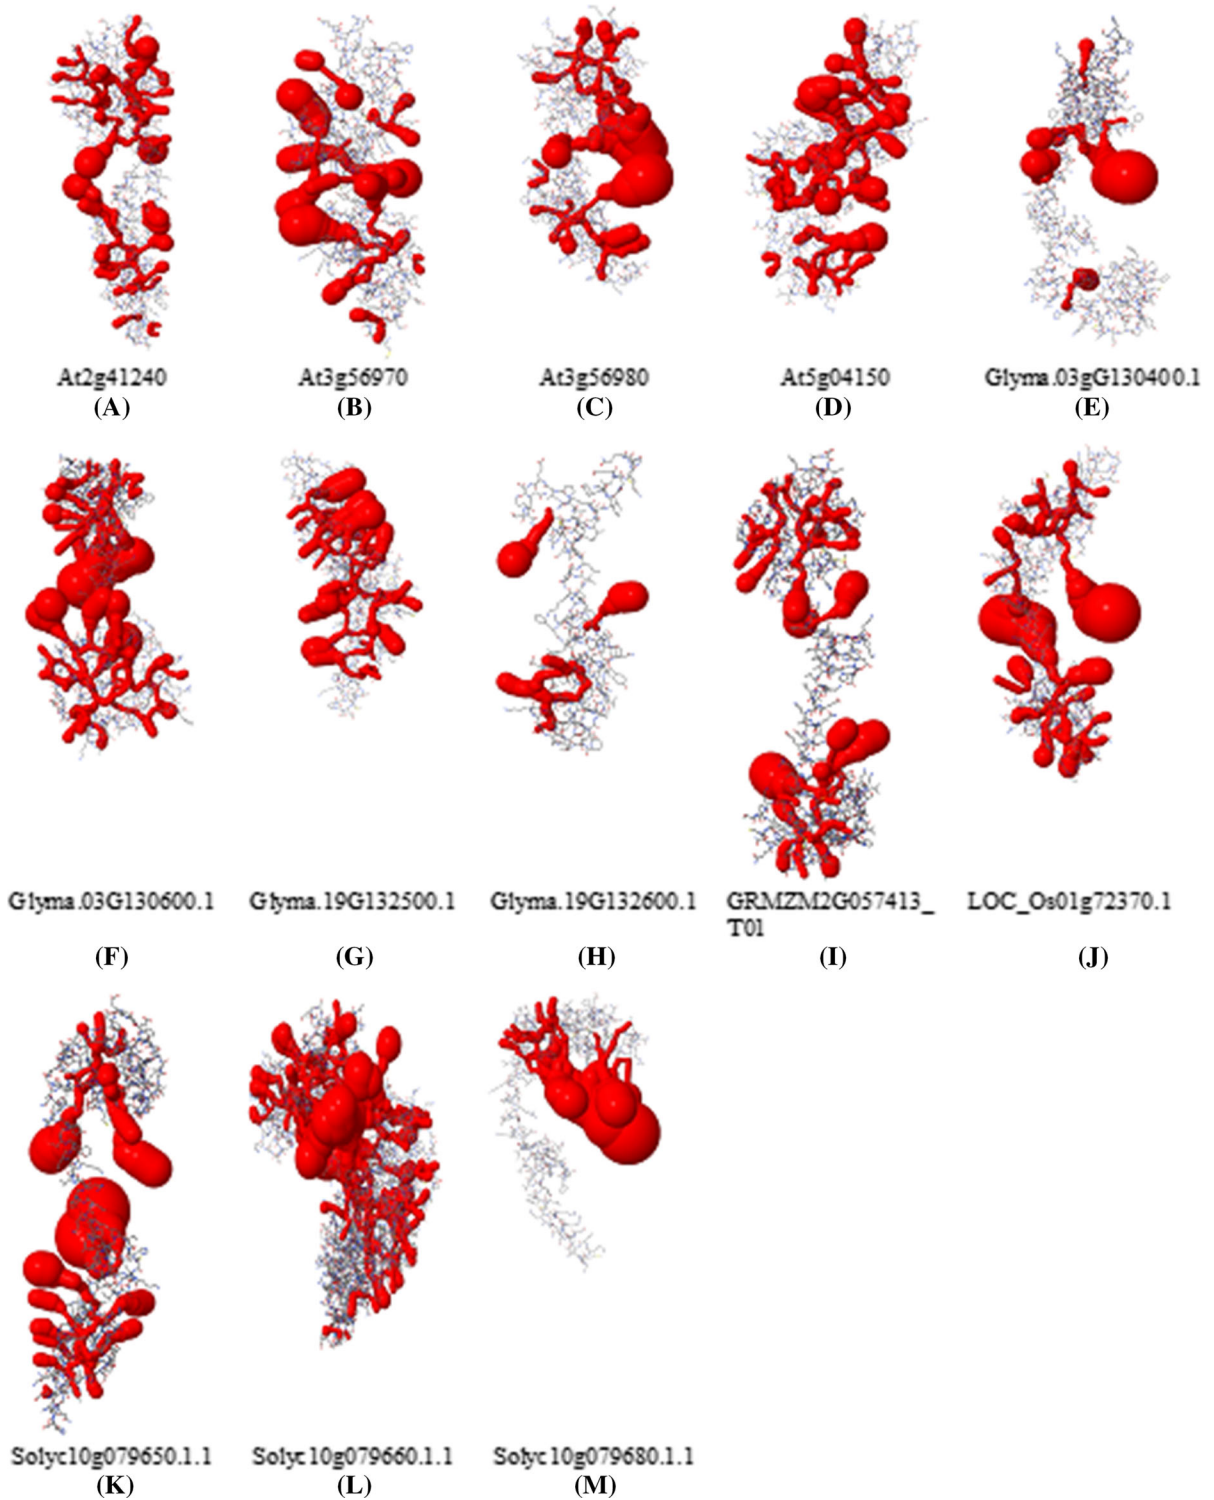 At2g41240 At3g56970 At3g56980 At5g04150 Glyma.03gG130400.1
(A) (B) (C) (D) (E)
Glyma.03G130600.1 Glyma.19G132500.1 Glyma.19G132600.1 GRMZM2G057413_ LOC_Os01g72370.1
T01
(F) (G) (H) (I) (J)
Solyc10g079650.1.1 Solyc10g079660.1.1 Solyc10g079680.1.1
(K) (L) (M)